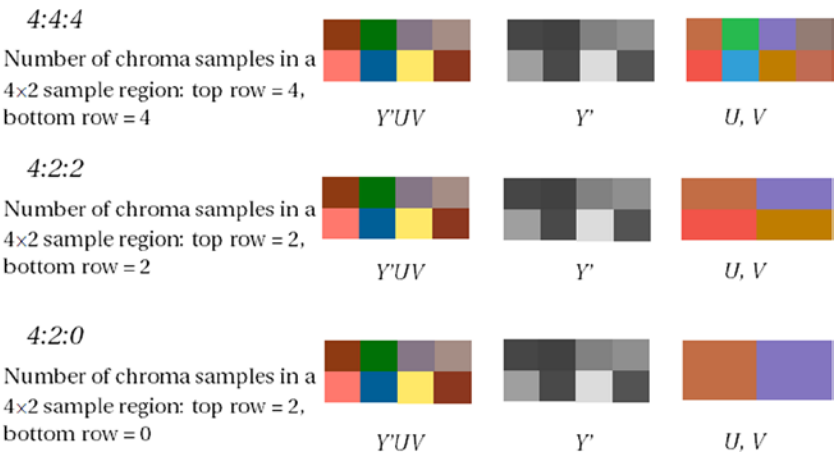 4:4:4
Number of chroma samples in a
4×2 sample region: top row = 4,
bottom row = 4
Y'UV
Y'
U, V
4:2:2
Number of chroma samples in a
4×2 sample region: top row = 2,
bottom row = 2
Y'UV
Y'
U, V
4:2:0
Number of chroma samples in a
4×2 sample region: top row = 2,
bottom row = 0
Y'UV
Y'
U, V